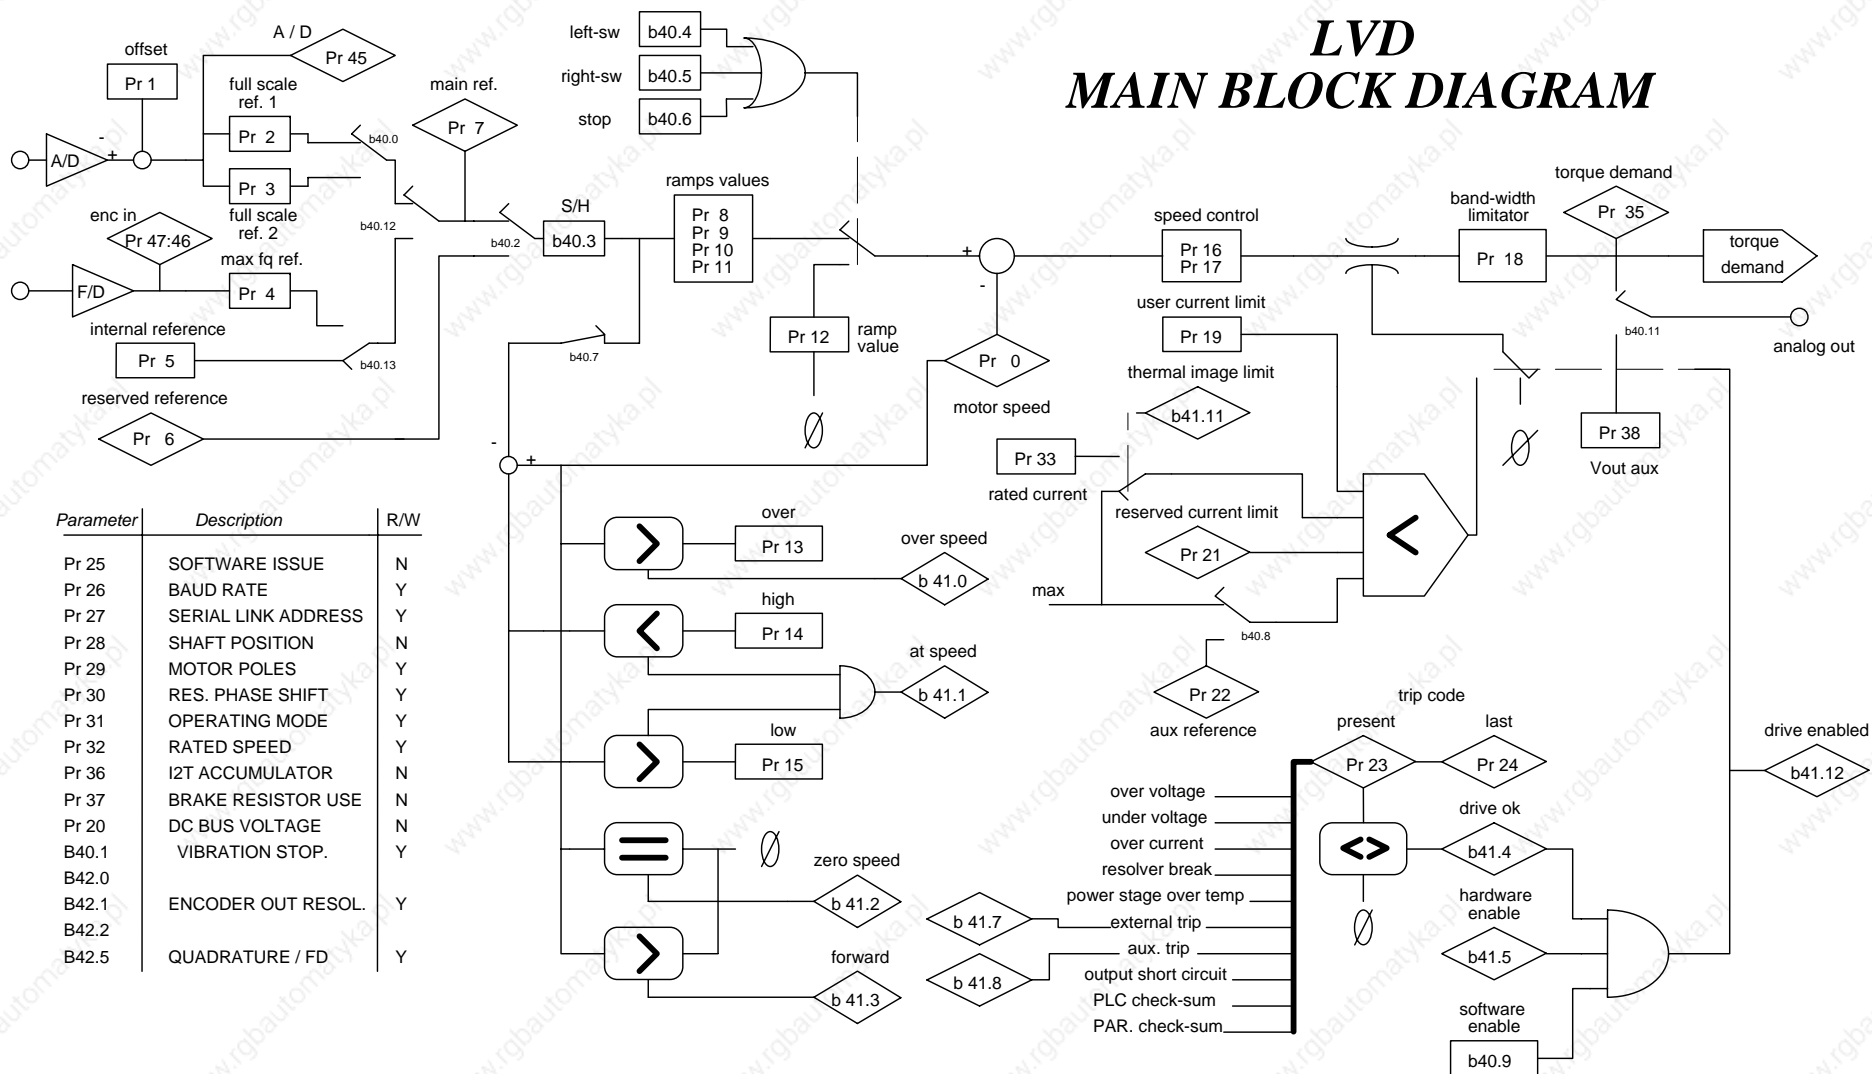 LVD
MAIN BLOCK DIAGRAM
offset
Pr 1
A / D
Pr 45
full scale
ref. 1
Pr 2
A/D
-
+
b40.0
Pr 3
full scale
ref. 2
main ref.
Pr 7
enc in
Pr 47:46
max fq ref.
F/D
Pr 4
b40.12
b40.2
internal reference
Pr 5
b40.13
reserved reference
Pr 6
left-sw
b40.4
right-sw
b40.5
stop
b40.6
S/H
b40.3
ramps values
Pr 8
Pr 9
Pr 10
Pr 11
b40.7
Pr 12
ramp
value
Ø
+
-
Pr 0
motor speed
speed control
Pr 16
Pr 17
user current limit
Pr 19
thermal image limit
b41.11
Pr 33
rated current
reserved current limit
Pr 21
<
max
b40.8
Pr 22
aux reference
band-width
limitator
Pr 18
torque demand
Pr 35
torque
demand
b40.11
analog out
Ø
Pr 38
Vout aux
-
+
>
over
Pr 13
over speed
b 41.0
<
high
Pr 14
at speed
b 41.1
>
low
Pr 15
=
Ø
zero speed
b 41.2
>
forward
b 41.3
Parameter Description R/W
Pr 25 SOFTWARE ISSUE N
Pr 26 BAUD RATE Y
Pr 27 SERIAL LINK ADDRESS Y
Pr 28 SHAFT POSITION N
Pr 29 MOTOR POLES Y
Pr 30 RES. PHASE SHIFT Y
Pr 31 OPERATING MODE Y
Pr 32 RATED SPEED Y
Pr 36 I2T ACCUMULATOR N
Pr 37 BRAKE RESISTOR USE N
Pr 20 DC BUS VOLTAGE N
B40.1 VIBRATION STOP. Y
B42.0
B42.1 ENCODER OUT RESOL. Y
B42.2
B42.5 QUADRATURE / FD Y
over voltage
under voltage
over current
resolver break
power stage over temp
b 41.7
external trip
b 41.8
aux. trip
output short circuit
PLC check-sum
PAR. check-sum
trip code
present
Pr 23
last
Pr 24
<>
Ø
drive ok
b41.4
hardware
enable
b41.5
software
enable
b40.9
drive enabled
b41.12
www.rgbautomatyka.pl